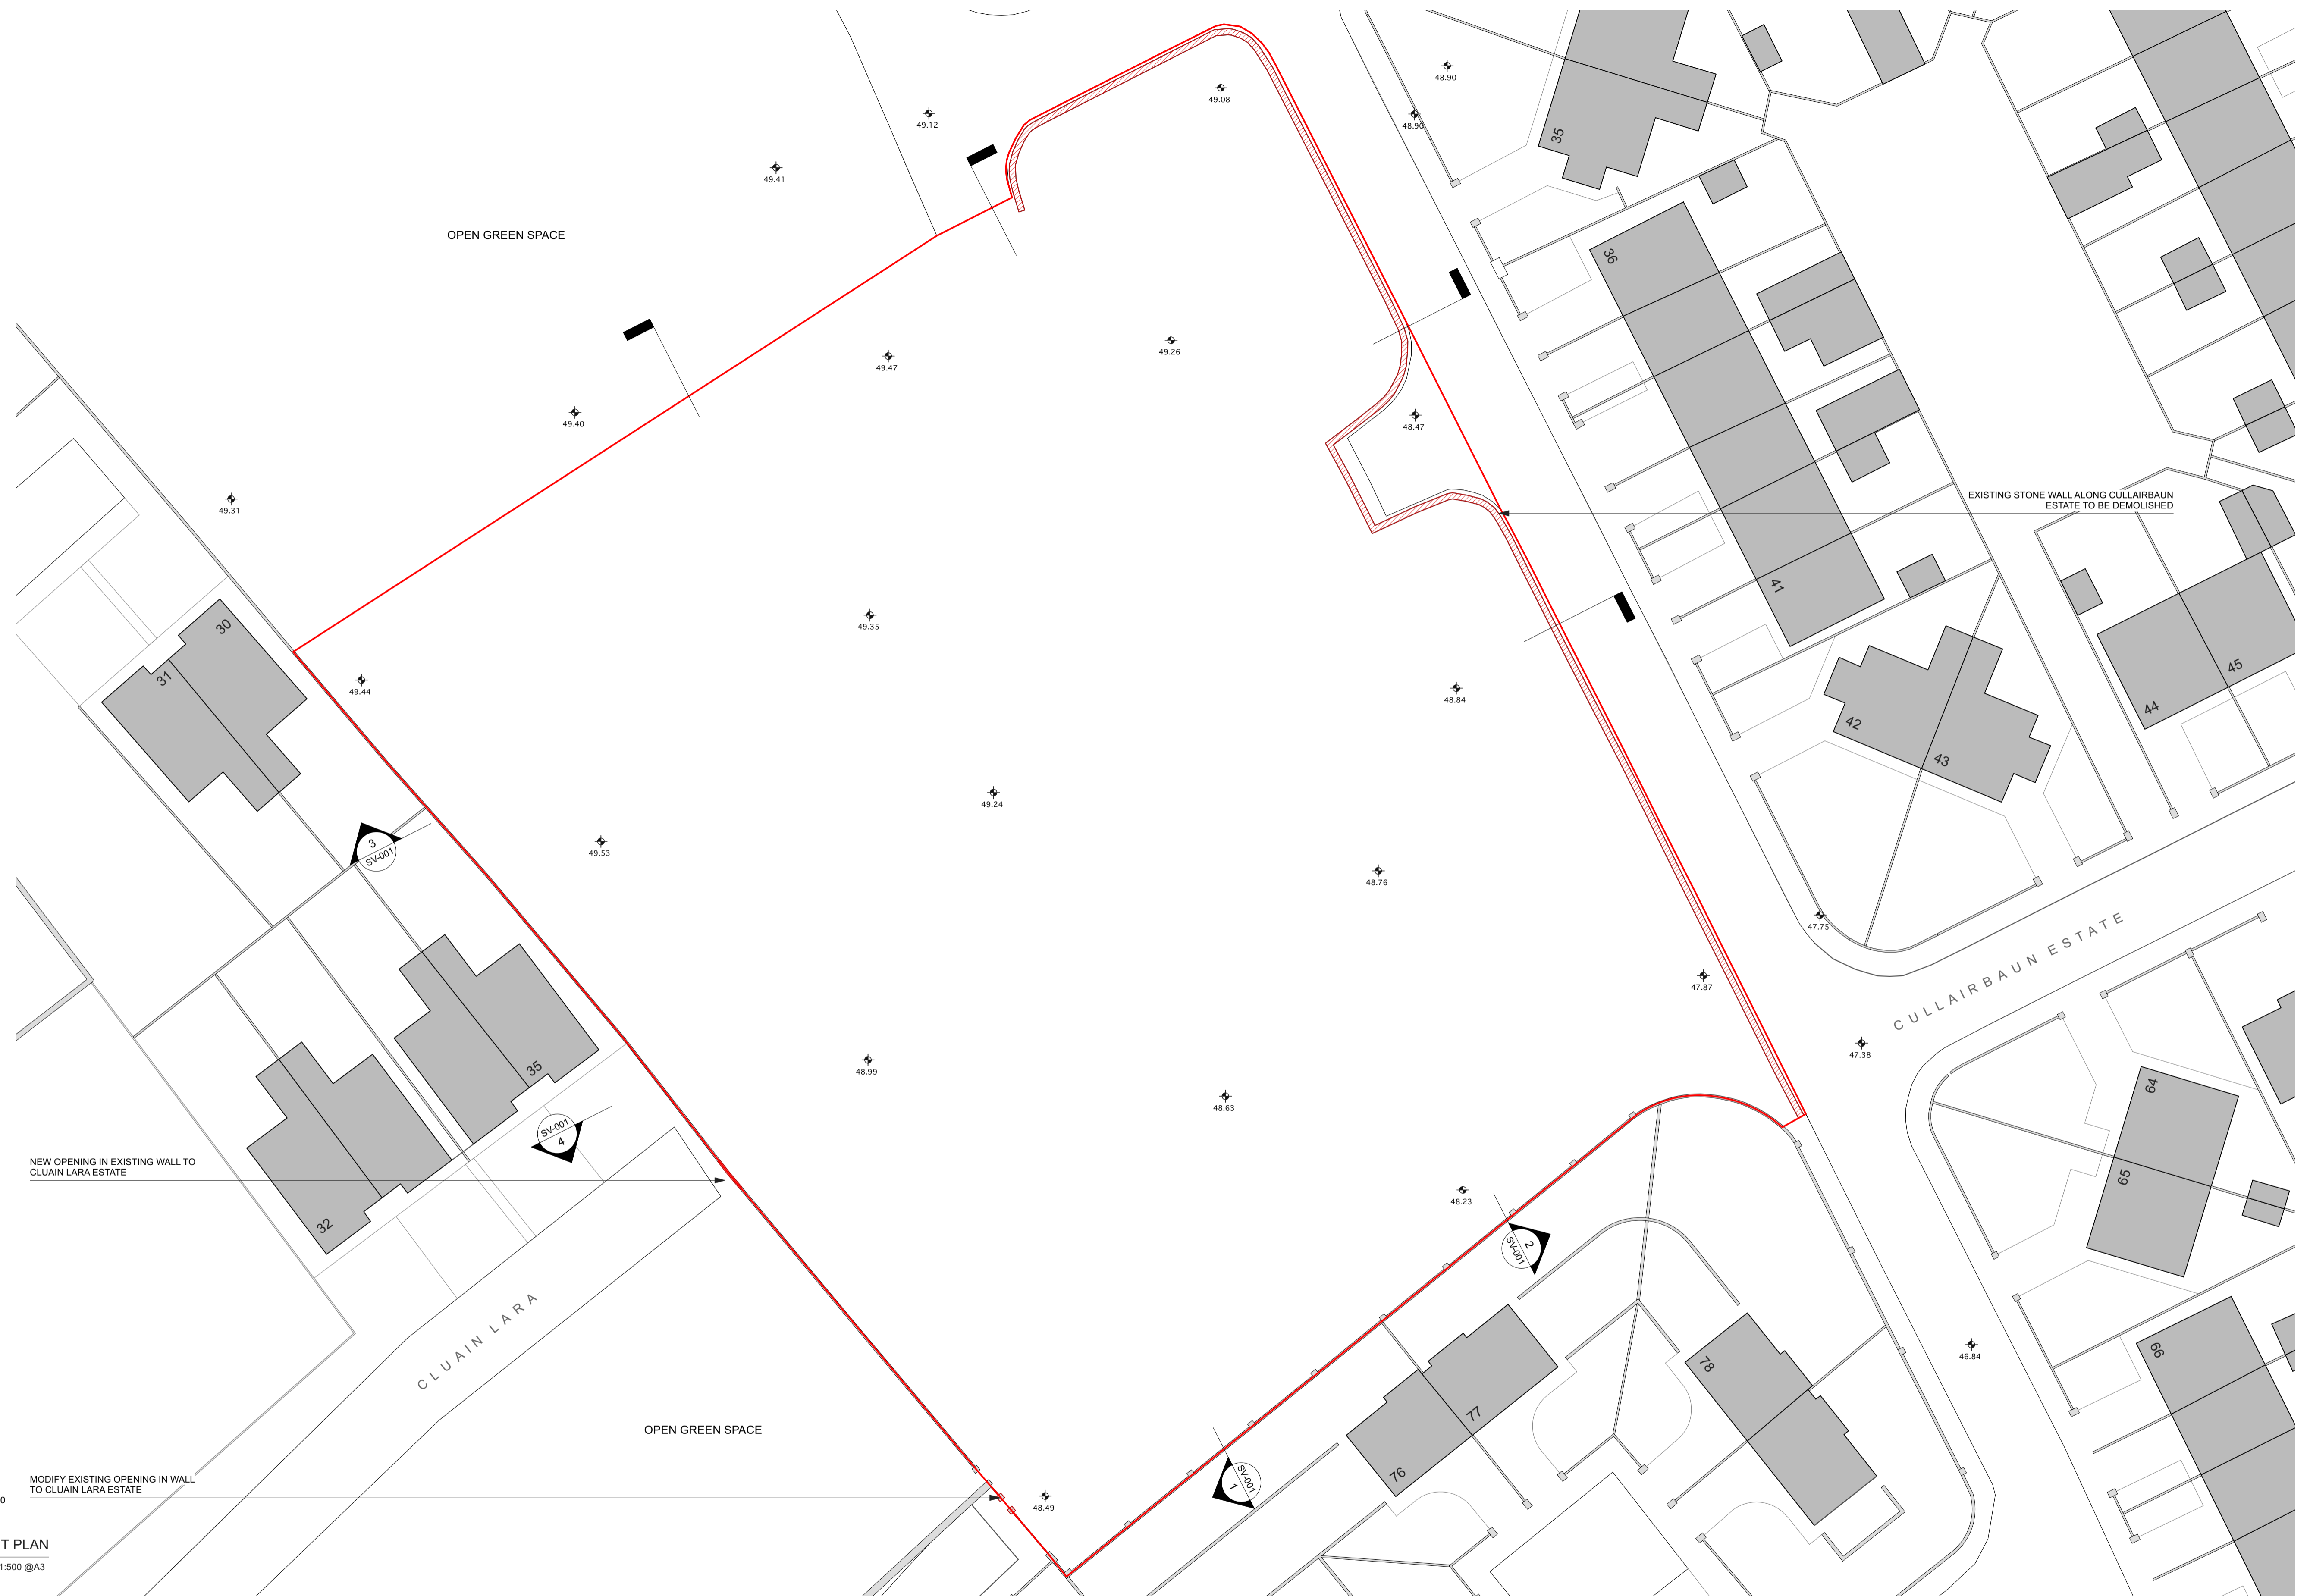 48.90
49.08
49.12
48.90
35
49.41
OPEN GREEN SPACE
36
49.26
49.47
49.40
48.47
EXISTING STONE WALL ALONG CULLAIRBAUN
ESTATE TO BE DEMOLISHED
49.31
41
49.35
30
31
45
49.44
48.84
44
42
43
49.24
3
SV-001
49.53
48.76
47.75
CULLAIRBAUN ESTATE
47.87
47.38
48.99
35
64
48.63
SV-001
4
NEW OPENING IN EXISTING WALL TO
CLUAIN LARA ESTATE
65
48.23
32
2
SV-001
CLUAIN LARA
46.84
66
78
77
OPEN GREEN SPACE
76
SV-001
1
MODIFY EXISTING OPENING IN WALL
TO CLUAIN LARA ESTATE
0
48.49
T PLAN
1:500 @A3